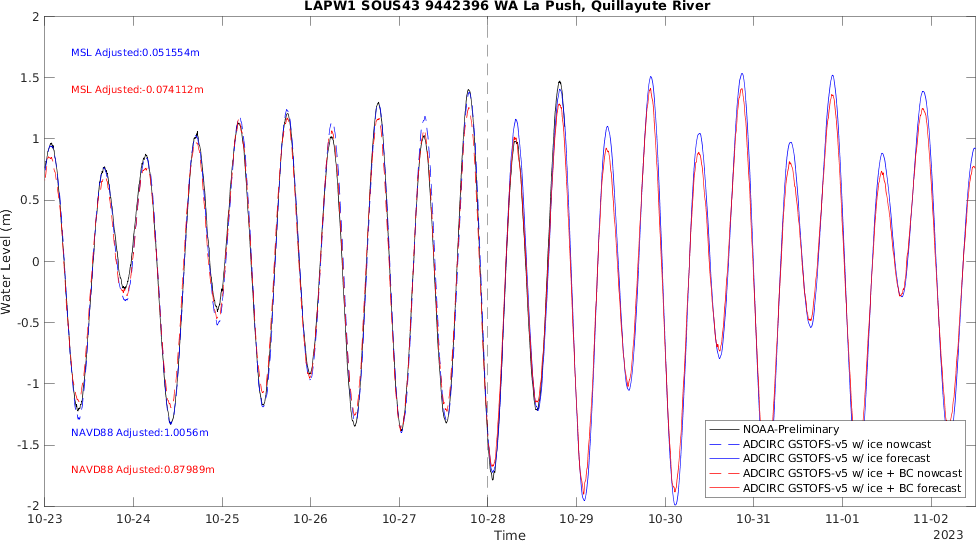 LAPW1 SOUS43 9442396 WA La Push, Quillayute River
2
1.5
1
0.5
0
-0.5
-1
-1.5
-2
Water Level (m)
MSL Adjusted:0.051554m
MSL Adjusted:-0.074112m
NAVD88 Adjusted:1.0056m
NAVD88 Adjusted:0.87989m
NOAA-Preliminary
ADCIRC GSTOFS-v5 w/ ice nowcast
ADCIRC GSTOFS-v5 w/ ice forecast
ADCIRC GSTOFS-v5 w/ ice + BC nowcast
ADCIRC GSTOFS-v5 w/ ice + BC forecast
10-23 10-24 10-25 10-26 10-27 10-28 10-29 10-30 10-31 11-01 11-02
Time
2023